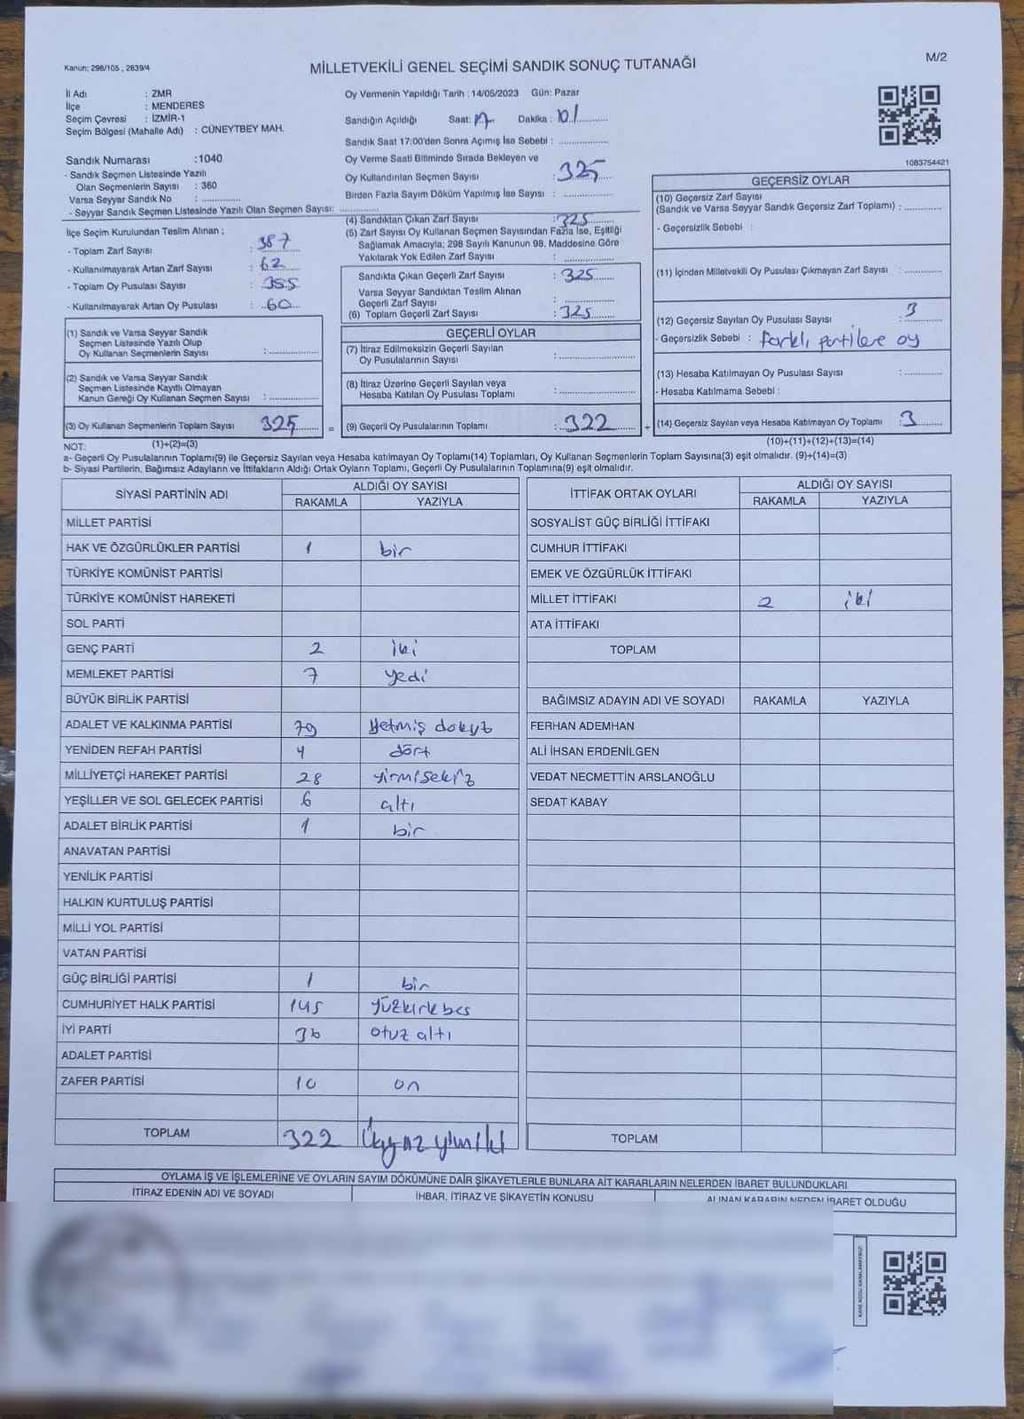 M/2
Kanun: 298/105 , 2839/4
MİLLETVEKİLİ GENEL SEÇİMİ SANDIK SONUÇ TUTANAĞI
İl Adı : ZMR
İlçe : MENDERES
Seçim Çevresi : İZMİR-1
Seçim Bölgesi (Mahalle Adı) : CÜNEYTBEY MAH.
Sandık Numarası :1040
- Sandık Seçmen Listesinde Yazılı
Olan Seçmenlerin Sayısı : 360
Varsa Seyyar Sandık No :
- Seyyar Sandık Seçmen Listesinde Yazılı Olan Seçmen Sayısı:
Oy Vermenin Yapıldığı Tarih : 14/05/2023 Gün: Pazar
Sandığın Açıldığı Saat: Dakika :
Sandık Saat 17:00'den Sonra Açımış İse Sebebi :
Oy Verme Saati Bitiminde Sırada Bekleyen ve
Oy Kullandırılan Seçmen Sayısı : 325
Birden Fazla Sayım Döküm Yapılmış İse Sayısı :
1083754421
İlçe Seçim Kurulundan Teslim Alınan ;
- Toplam Zarf Sayısı : 387
- Kullanılmayarak Artan Zarf Sayısı : 62
- Toplam Oy Pusulası Sayısı :
- Kullanılmayarak Artan Oy Pusulası : 60
(1) Sandık ve Varsa Seyyar Sandık
Seçmen Listesinde Yazılı Olup
Oy Kullanan Seçmenlerin Sayısı :
(2) Sandık ve Varsa Seyyar Sandık
Seçmen Listesinde Kayıtlı Olmayan
Kanun Gereği Oy Kullanan Seçmen Sayısı :
(3) Oy Kullanan Seçmenlerin Toplam Sayısı 325 =
(1)+(2)=(3)
(4) Sandıktan Çıkan Zarf Sayısı : 325
(5) Zarf Sayısı Oy Kullanan Seçmen Sayısından Fazla İse, Eşitliği
Sağlamak Amacıyla; 298 Sayılı Kanunun 98. Maddesine Göre
Yakılarak Yok Edilen Zarf Sayısı :
Sandıkta Çıkan Geçerli Zarf Sayısı : 325
Varsa Seyyar Sandıktan Teslim Alınan
Geçerli Zarf Sayısı :
(6) Toplam Geçerli Zarf Sayısı : 325
GEÇERLİ OYLAR
(7) İtiraz Edilmeksizin Geçerli Sayılan
Oy Pusulalarının Sayısı :
(8) İtiraz Üzerine Geçerli Sayılan veya
Hesaba Katılan Oy Pusulası Toplamı :
(9) Geçerli Oy Pusulalarının Toplamı : 322 +
GEÇERSİZ OYLAR
(10) Geçersiz Zarf Sayısı
(Sandık ve Varsa Seyyar Sandık Geçersiz Zarf Toplamı) :
- Geçersizlik Sebebi :
(11) İçinden Milletvekili Oy Pusulası Çıkmayan Zarf Sayısı :
(12) Geçersiz Sayılan Oy Pusulası Sayısı : 3
- Geçersizlik Sebebi : Farklı partilere oy
(13) Hesaba Katılmayan Oy Pusulası Sayısı :
- Hesaba Katılmama Sebebi :
(14) Geçersiz Sayılan veya Hesaba Katılmayan Oy Toplamı : 3
(10)+(11)+(12)+(13)=(14)
NOT:
a- Geçerli Oy Pusulalarının Toplamı(9) ile Geçersiz Sayılan veya Hesaba katılmayan Oy Toplamı(14) Toplamları, Oy Kullanan Seçmenlerin Toplam Sayısına(3) eşit olmalıdır. (9)+(14)=(3)
b- Siyasi Partilerin, Bağımsız Adayların ve İttifakların Aldığı Ortak Oyların Toplamı, Geçerli Oy Pusulalarının Toplamına(9) eşit olmalıdır.
SİYASİ PARTİNİN ADI ALDIĞI OY SAYISI
RAKAMLA YAZIYLA
MİLLET PARTİSİ
HAK VE ÖZGÜRLÜKLER PARTİSİ 1 bir
TÜRKİYE KOMÜNİST PARTİSİ
TÜRKİYE KOMÜNİST HAREKETİ
SOL PARTİ
GENÇ PARTİ 2 iki
MEMLEKET PARTİSİ 7 yedi
BÜYÜK BİRLİK PARTİSİ
ADALET VE KALKINMA PARTİSİ 79 yetmiş dokuz
YENİDEN REFAH PARTİSİ 4 dört
MİLLİYETÇİ HAREKET PARTİSİ 28 yirmisekiz
YEŞİLLER VE SOL GELECEK PARTİSİ 6 altı
ADALET BİRLİK PARTİSİ 1 bir
ANAVATAN PARTİSİ
YENİLİK PARTİSİ
HALKIN KURTULUŞ PARTİSİ
MİLLİ YOL PARTİSİ
VATAN PARTİSİ
GÜÇ BİRLİĞİ PARTİSİ 1 bir
CUMHURİYET HALK PARTİSİ 145 yüzkırkbeş
İYİ PARTİ 36 otuz altı
ADALET PARTİSİ
ZAFER PARTİSİ 10 on
TOPLAM 322 Üçyüz yirmiiki
İTTİFAK ORTAK OYLARI ALDIĞI OY SAYISI
RAKAMLA YAZIYLA
SOSYALİST GÜÇ BİRLİĞİ İTTİFAKI
CUMHUR İTTİFAKI
EMEK VE ÖZGÜRLÜK İTTİFAKI
MİLLET İTTİFAKI 2 iki
ATA İTTİFAKI
TOPLAM
BAĞIMSIZ ADAYIN ADI VE SOYADI RAKAMLA YAZIYLA
FERHAN ADEMHAN
ALİ İHSAN ERDENİLGEN
VEDAT NECMETTİN ARSLANOĞLU
SEDAT KABAY
TOPLAM
OYLAMA İŞ VE İŞLEMLERİNE VE OYLARIN SAYIM DÖKÜMÜNE DAİR ŞİKAYETLERLE BUNLARA AİT KARARLARIN NELERDEN İBARET BULUNDUKLARI
İTİRAZ EDENİN ADI VE SOYADI İHBAR, İTİRAZ VE ŞİKAYETİN KONUSU ALINAN KARARIN NEDEN İBARET OLDUĞU